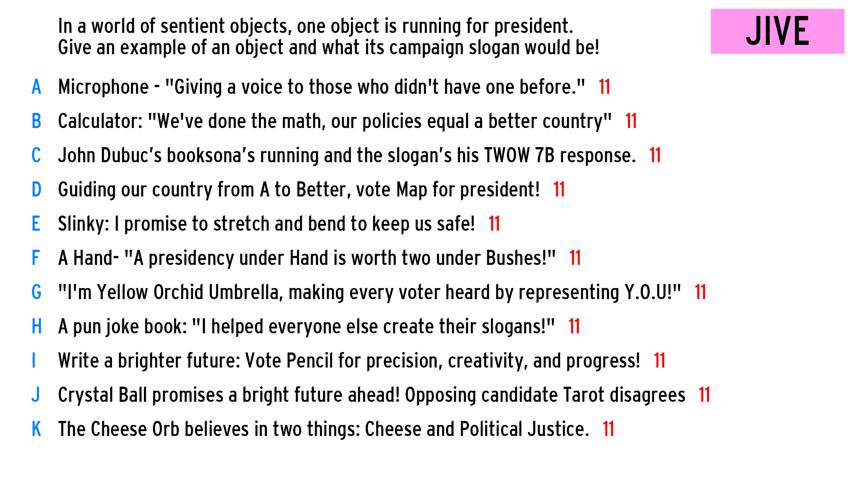 In a world of sentient objects, one object is running for president.
Give an example of an object and what its campaign slogan would be!
JIVE
A Microphone - "Giving a voice to those who didn't have one before." 11
B Calculator: "We've done the math, our policies equal a better country" 11
C John Dubuc’s booksona’s running and the slogan’s his TWOW 7B response. 11
D Guiding our country from A to Better, vote Map for president! 11
E Slinky: I promise to stretch and bend to keep us safe! 11
F A Hand- "A presidency under Hand is worth two under Bushes!" 11
G "I'm Yellow Orchid Umbrella, making every voter heard by representing Y.O.U!" 11
H A pun joke book: "I helped everyone else create their slogans!" 11
I Write a brighter future: Vote Pencil for precision, creativity, and progress! 11
J Crystal Ball promises a bright future ahead! Opposing candidate Tarot disagrees 11
K The Cheese Orb believes in two things: Cheese and Political Justice. 11